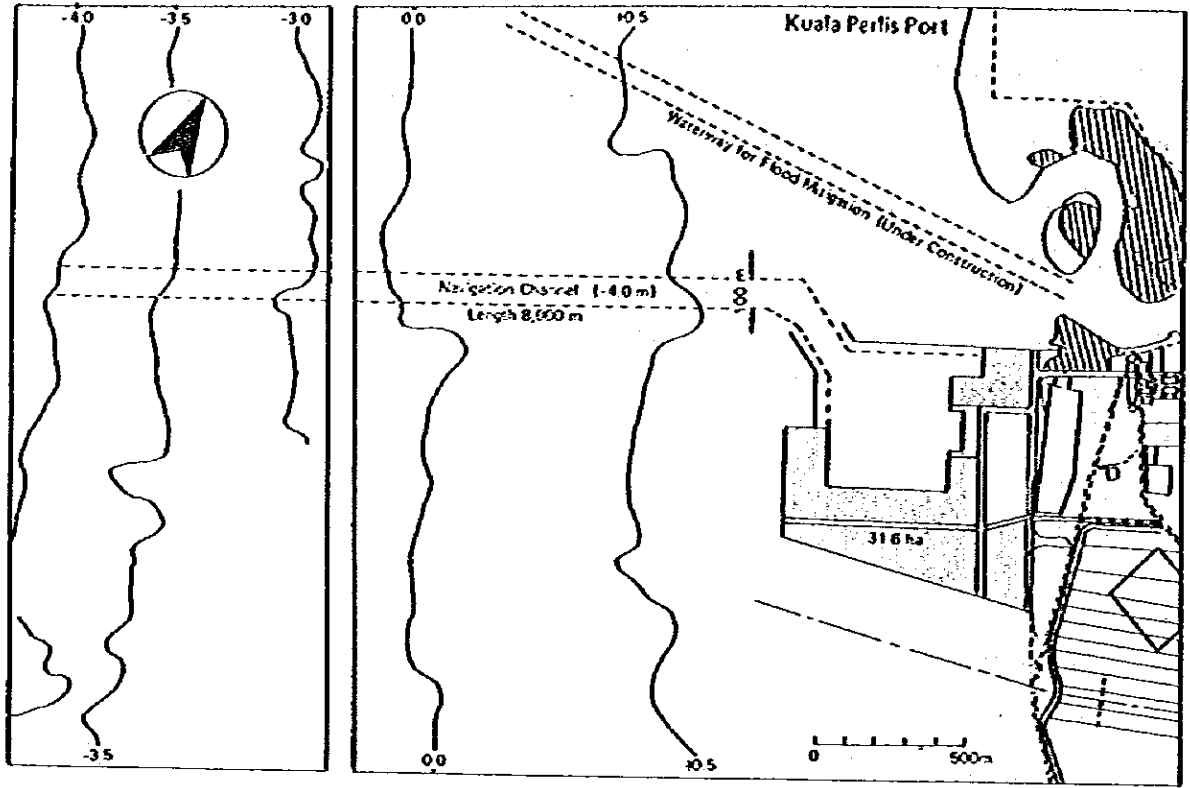 -4.0
-3.5
-3.0
0.0
+0.5
Kuala Perlis Port
Waterway for Flood Mitigation (Under Construction)
Navigation Channel (-4.0 m)
Length 8,000 m
100 m
31.6 ha
-3.5
0.0
+0.5
0
500m